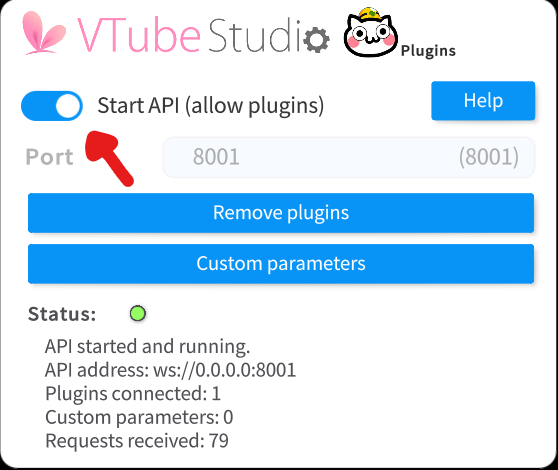 VTube Studio
Plugins
Start API (allow plugins)
Help
Port
8001
(8001)
Remove plugins
Custom parameters
Status:
API started and running.
API address: ws://0.0.0.0:8001
Plugins connected: 1
Custom parameters: 0
Requests received: 79